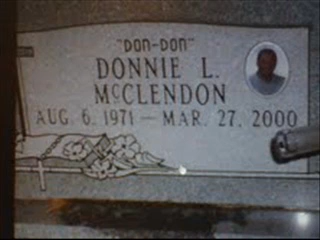 "DON-DON"
DONNIE L.
McCLENDON
AUG. 6, 1971 — MAR. 27, 2000